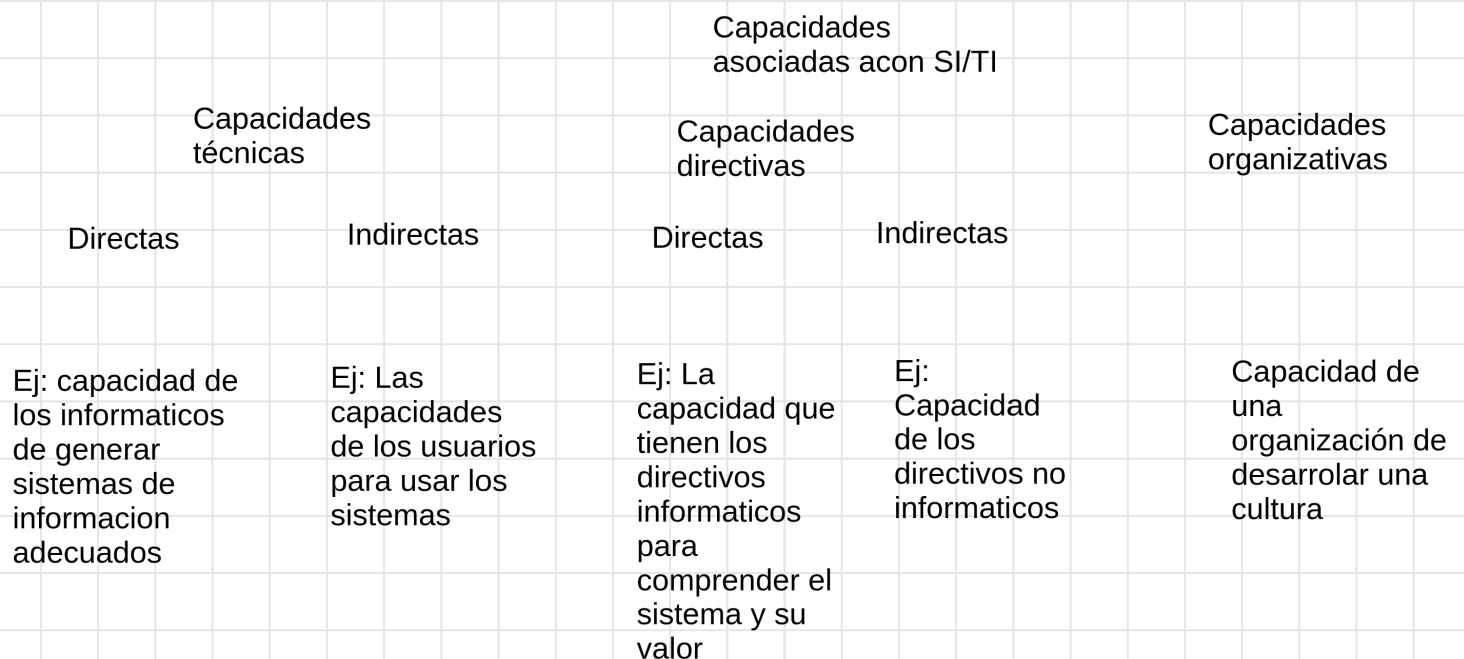 Capacidades
asociadas acon SI/TI
Capacidades
técnicas
Capacidades
directivas
Capacidades
organizativas
Directas
Indirectas
Directas
Indirectas
Ej: capacidad de
los informaticos
de generar
sistemas de
informacion
adecuados
Ej: Las
capacidades
de los usuarios
para usar los
sistemas
Ej: La
capacidad que
tienen los
directivos
informaticos
para
comprender el
sistema y su
valor
Ej:
Capacidad
de los
directivos no
informaticos
Capacidad de
una
organización de
desarrolar una
cultura